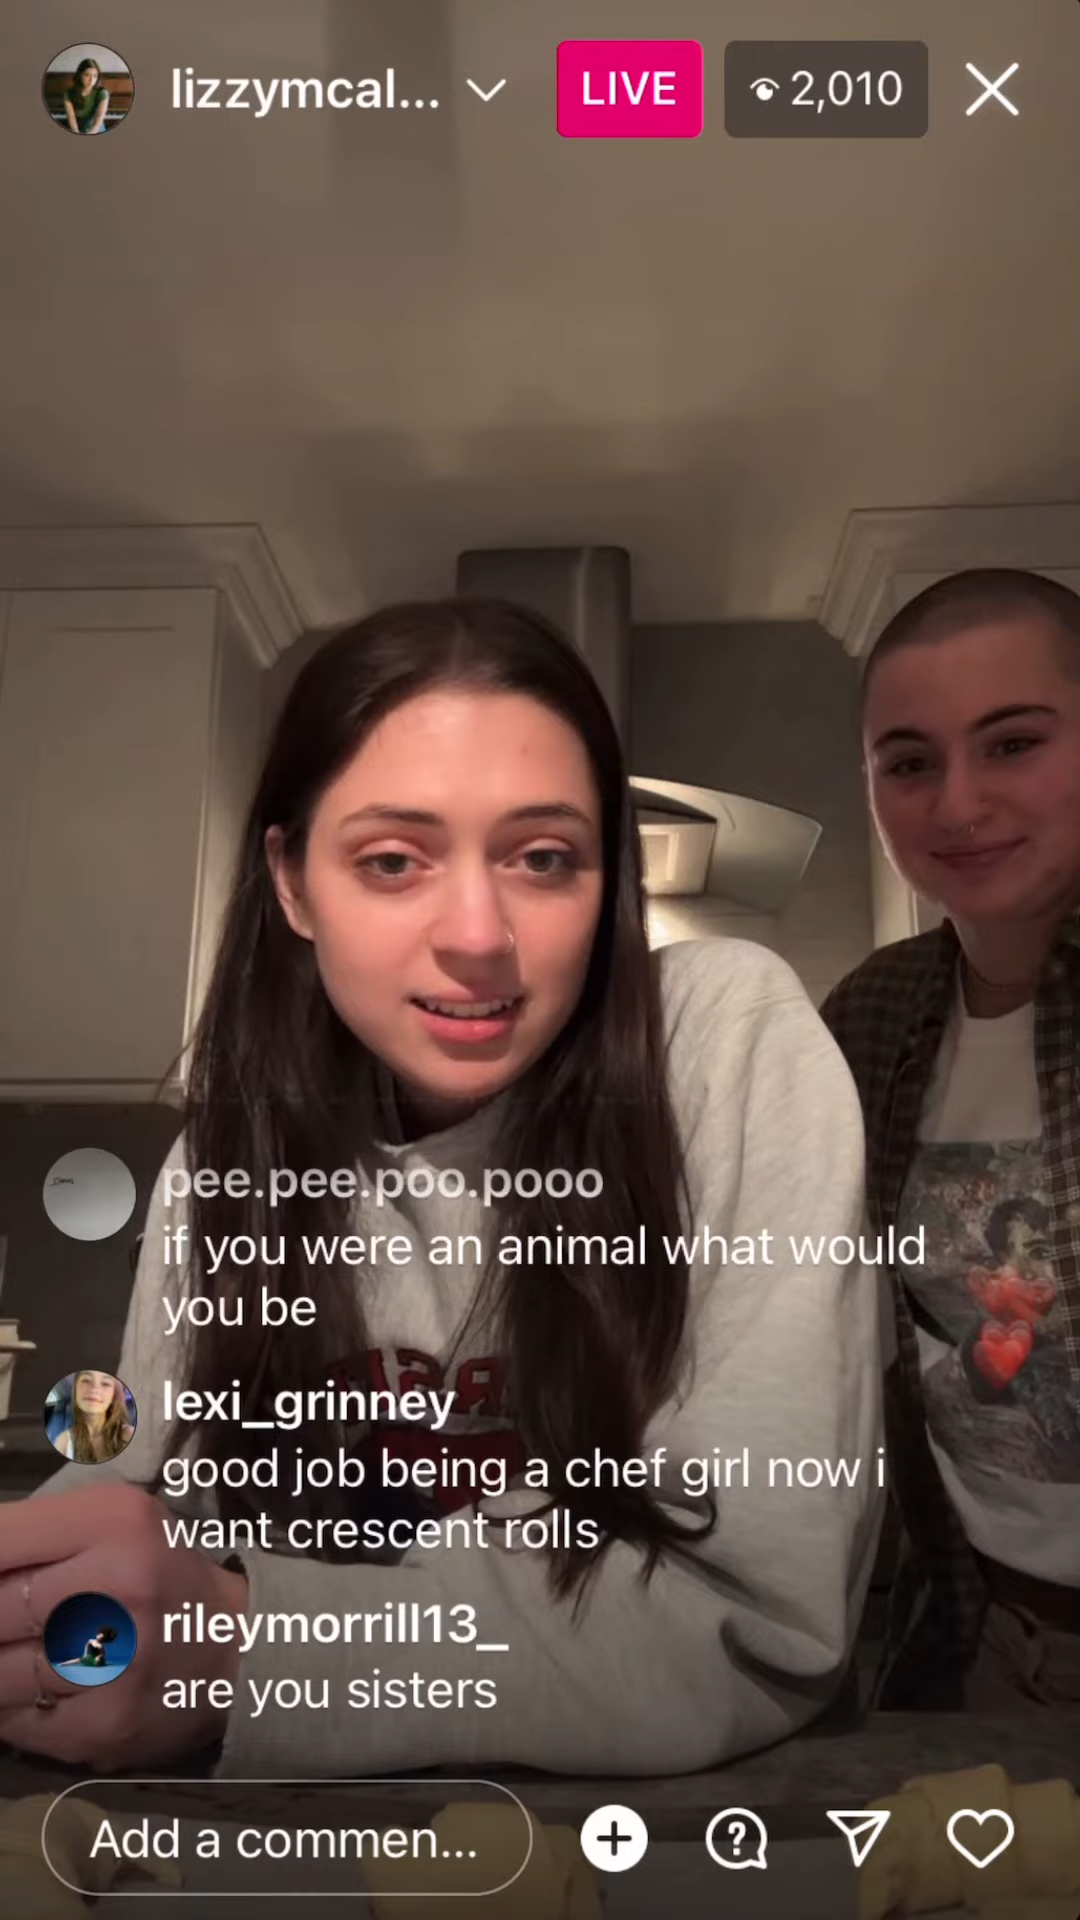 lizzymcal...
LIVE
2,010
pee.pee.poo.pooo
if you were an animal what would
you be
lexi_grinney
good job being a chef girl now i
want crescent rolls
rileymorrill13_
are you sisters
Add a commen...